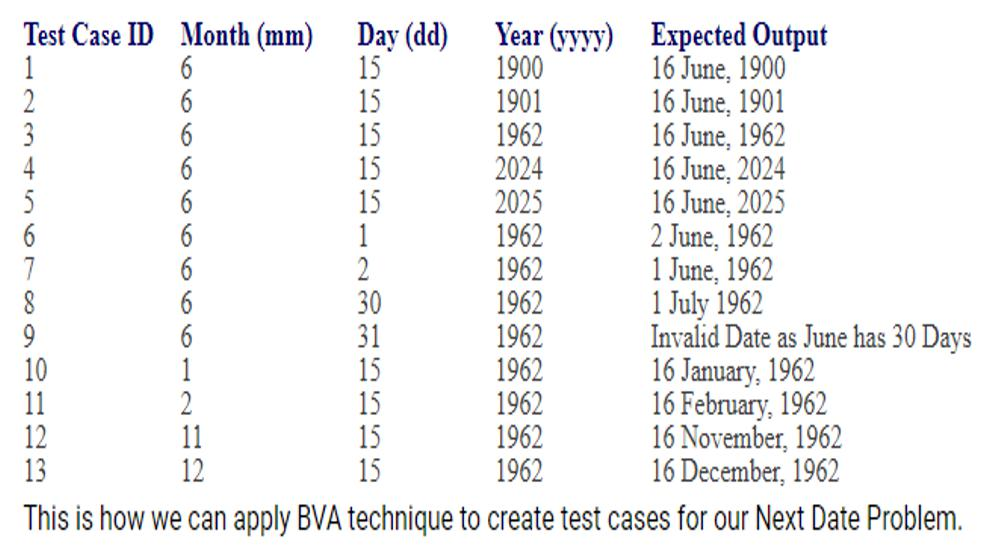 Test Case ID Month (mm) Day (dd) Year (yyyy) Expected Output
1 6 15 1900 16 June, 1900
2 6 15 1901 16 June, 1901
3 6 15 1962 16 June, 1962
4 6 15 2024 16 June, 2024
5 6 15 2025 16 June, 2025
6 6 1 1962 2 June, 1962
7 6 2 1962 1 June, 1962
8 6 30 1962 1 July 1962
9 6 31 1962 Invalid Date as June has 30 Days
10 1 15 1962 16 January, 1962
11 2 15 1962 16 February, 1962
12 11 15 1962 16 November, 1962
13 12 15 1962 16 December, 1962
This is how we can apply BVA technique to create test cases for our Next Date Problem.